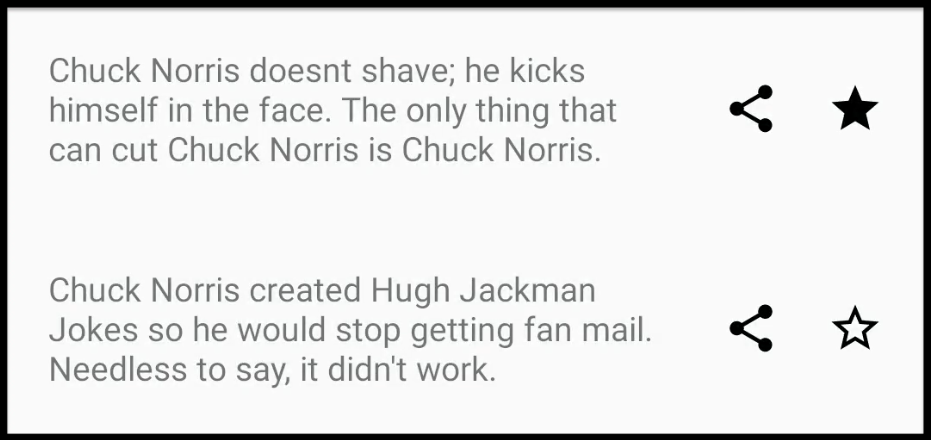 Chuck Norris doesnt shave; he kicks
himself in the face. The only thing that
can cut Chuck Norris is Chuck Norris.
Chuck Norris created Hugh Jackman
Jokes so he would stop getting fan mail.
Needless to say, it didn't work.